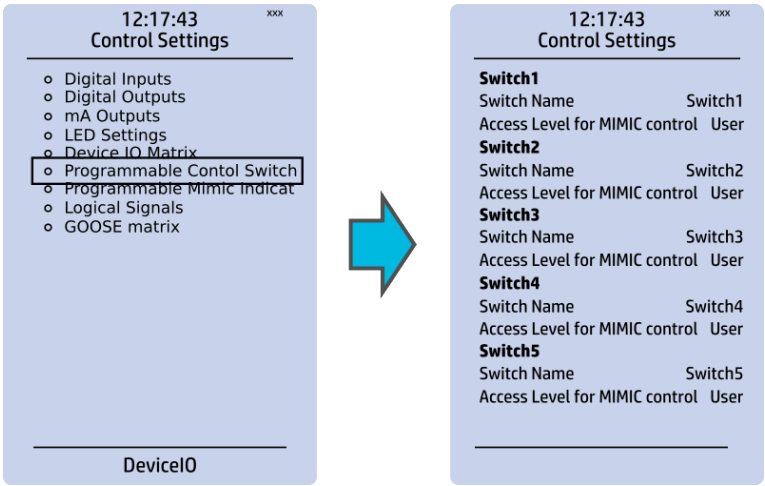 12:17:43 xxx
Control Settings
Digital Inputs
Digital Outputs
mA Outputs
LED Settings
Device IO Matrix
Programmable Contol Switch
Programmable Mimic Indicat
Logical Signals
GOOSE matrix
DeviceIO
12:17:43 xxx
Control Settings
Switch1
Switch Name Switch1
Access Level for MIMIC control User
Switch2
Switch Name Switch2
Access Level for MIMIC control User
Switch3
Switch Name Switch3
Access Level for MIMIC control User
Switch4
Switch Name Switch4
Access Level for MIMIC control User
Switch5
Switch Name Switch5
Access Level for MIMIC control User